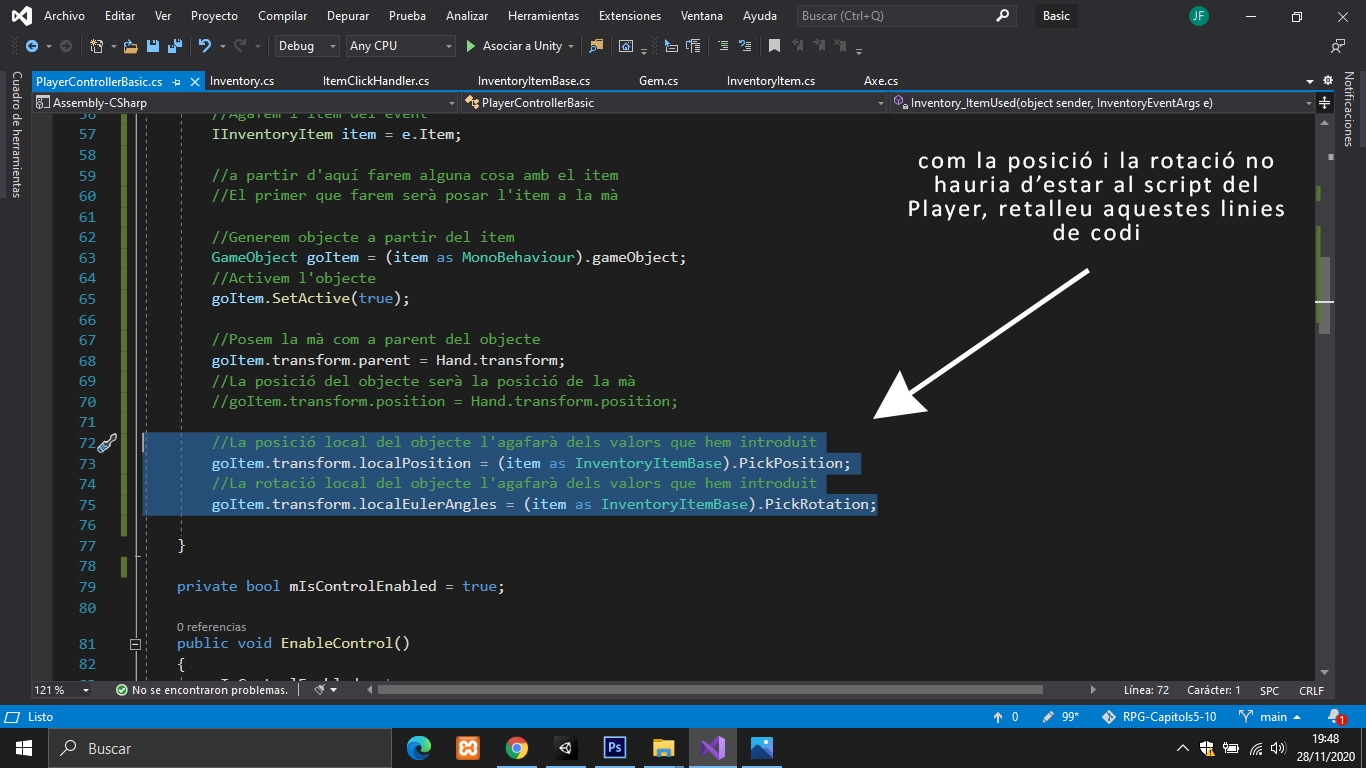 Archivo Editar Ver Proyecto Compilar Depurar Prueba Analizar Herramientas Extensiones Ventana Ayuda Buscar (Ctrl+Q) Basic JF
Debug Any CPU Asociar a Unity
PlayerControllerBasic.cs Inventory.cs ItemClickHandler.cs InventoryItemBase.cs Gem.cs InventoryItem.cs Axe.cs
Assembly-CSharp PlayerControllerBasic Inventory_ItemUsed(object sender, InventoryEventArgs e)
Cuadro de herramientas
Notificaciones
56 //Agafem l'item del event
57 IInventoryItem item = e.Item;
58
59 //a partir d'aquí farem alguna cosa amb el item
60 //El primer que farem serà posar l'item a la mà
61
62 //Generem objecte a partir del item
63 GameObject goItem = (item as MonoBehaviour).gameObject;
64 //Activem l'objecte
65 goItem.SetActive(true);
66
67 //Posem la mà com a parent del objecte
68 goItem.transform.parent = Hand.transform;
69 //La posició del objecte serà la posició de la mà
70 //goItem.transform.position = Hand.transform.position;
71
72 //La posició local del objecte l'agafarà dels valors que hem introduit
73 goItem.transform.localPosition = (item as InventoryItemBase).PickPosition;
74 //La rotació local del objecte l'agafarà dels valors que hem introduit
75 goItem.transform.localEulerAngles = (item as InventoryItemBase).PickRotation;
76
77 }
78
79 private bool mIsControlEnabled = true;
80
0 referencias
81 public void EnableControl()
82 {
com la posició i la rotació no
hauria d’estar al script del
Player, retalleu aquestes linies
de codi
121 % No se encontraron problemas. Línea: 72 Carácter: 1 SPC CRLF
Listo 0 99* RPG-Capitols5-10 main 1
Buscar Ps 19:48
28/11/2020